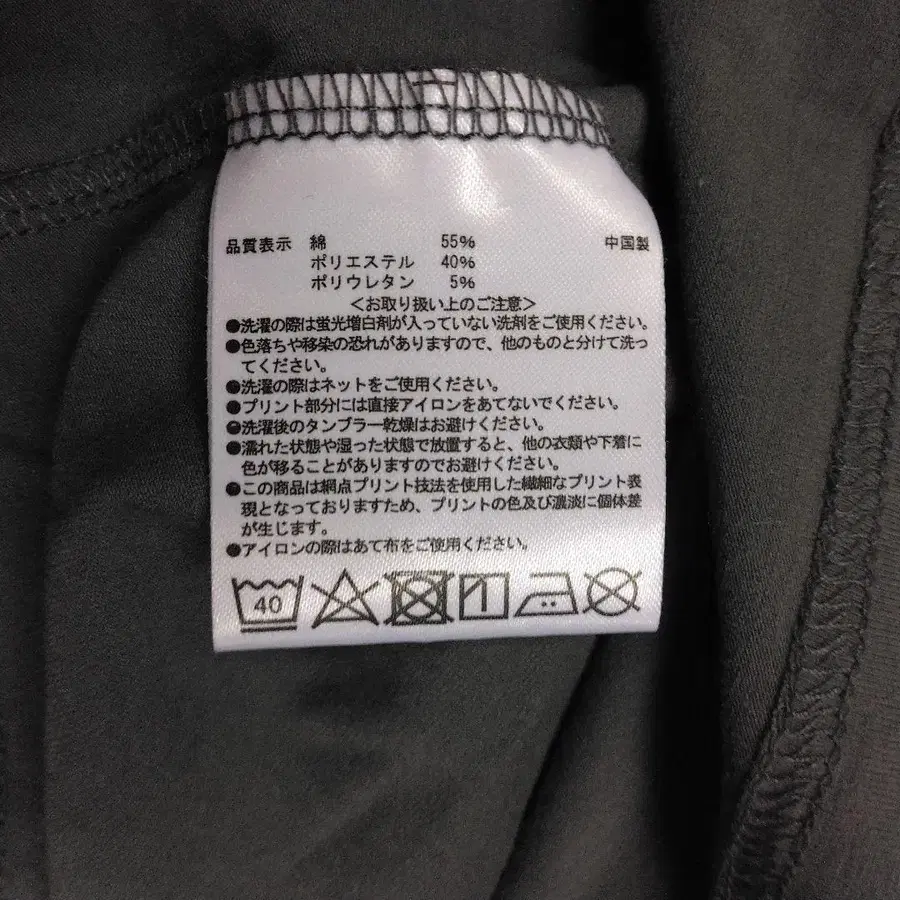 品質表示 綿 55% 中国製
ポリエステル 40%
ポリウレタン 5%
＜お取り扱い上のご注意＞
●洗濯の際は蛍光増白剤が入っていない洗剤をご使用ください。
●色落ちや移染の恐れがありますので、他のものと分けて洗っ
てください。
●洗濯の際はネットをご使用ください。
●プリント部分には直接アイロンをあてないでください。
●洗濯後のタンブラー乾燥はお避けください。
●濡れた状態や湿った状態で放置すると、他の衣類や下着に
色が移ることがありますのでお避けください。
●この商品は網点プリント技法を使用した繊細なプリント表
現となっておりますため、プリントの色及び濃淡に個体差
が生じます。
●アイロンの際はあて布をご使用ください。
40